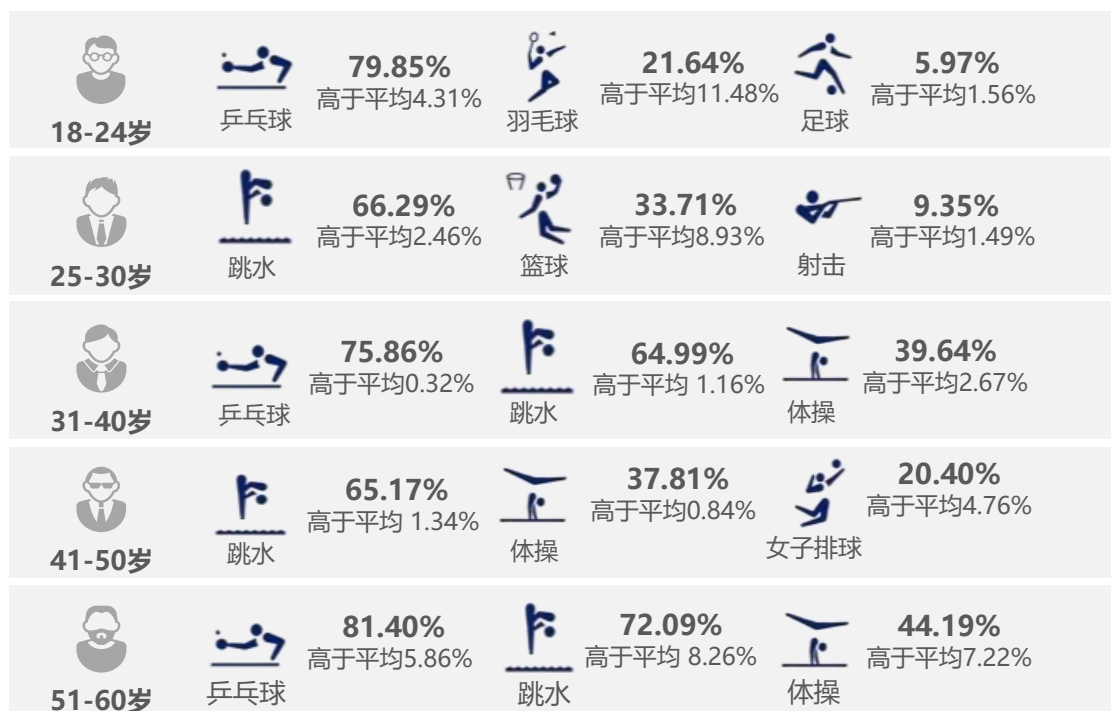 79.85%
高于平均4.31%
乒乓球
21.64%
高于平均11.48%
羽毛球
5.97%
高于平均1.56%
足球
18-24岁
66.29%
高于平均2.46%
跳水
33.71%
高于平均8.93%
篮球
9.35%
高于平均1.49%
射击
25-30岁
75.86%
高于平均0.32%
乒乓球
64.99%
高于平均 1.16%
跳水
39.64%
高于平均2.67%
体操
31-40岁
65.17%
高于平均 1.34%
跳水
37.81%
高于平均0.84%
体操
20.40%
高于平均4.76%
女子排球
41-50岁
81.40%
高于平均5.86%
乒乓球
72.09%
高于平均 8.26%
跳水
44.19%
高于平均7.22%
体操
51-60岁